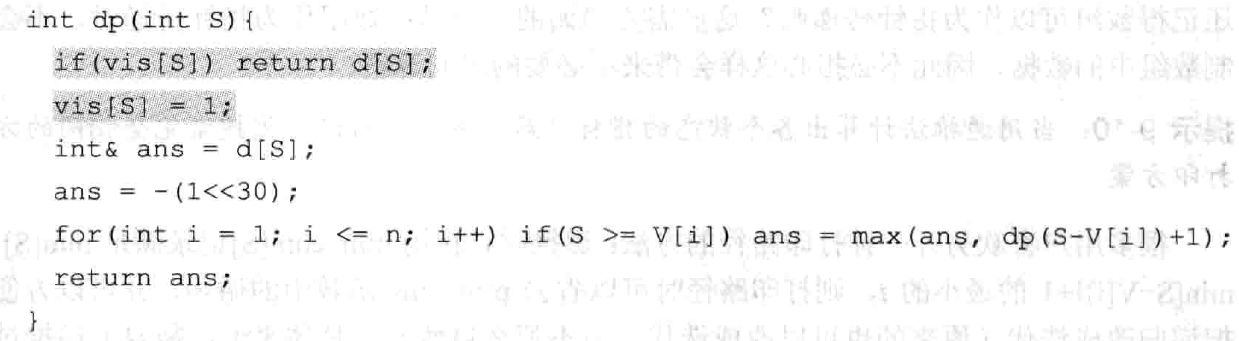 int dp(int S){
if(vis[S]) return d[S];
vis[S] = 1;
int& ans = d[S];
ans = -(1<<30);
for(int i = 1; i <= n; i++) if(S >= V[i]) ans = max(ans, dp(S-V[i])+1);
return ans;
}